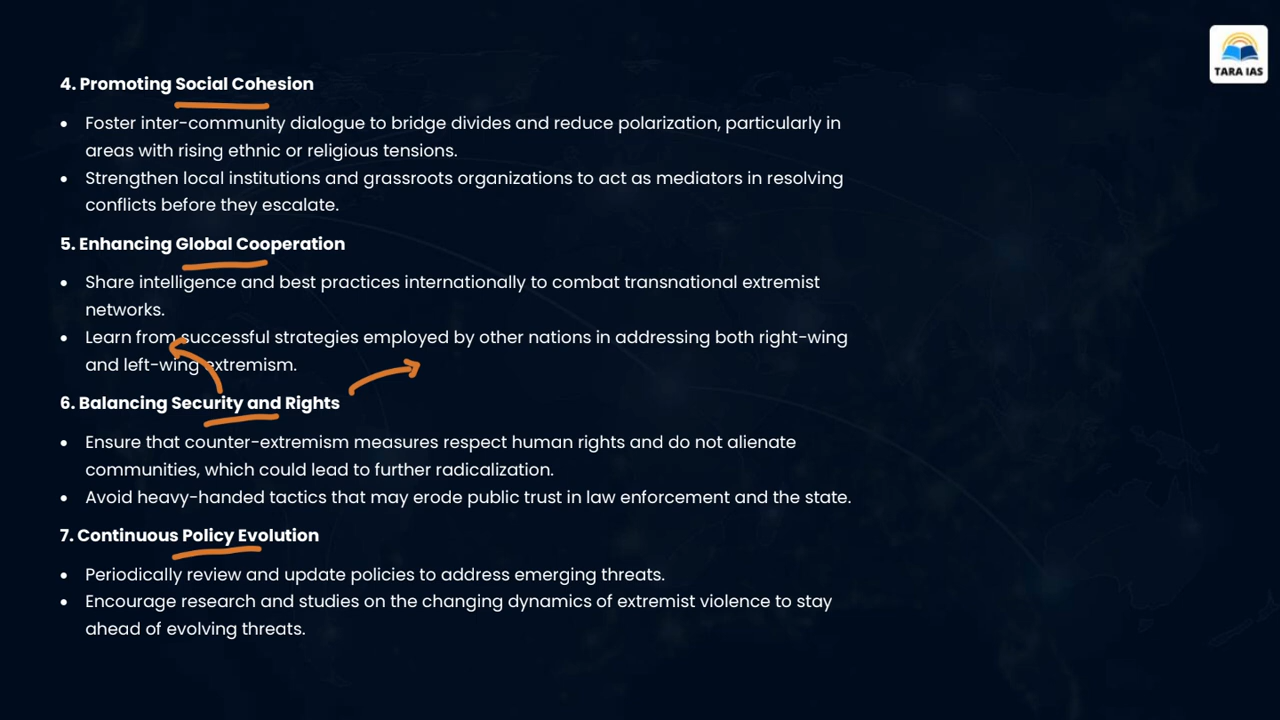 TARA IAS
4. Promoting Social Cohesion
• Foster inter-community dialogue to bridge divides and reduce polarization, particularly in
areas with rising ethnic or religious tensions.
• Strengthen local institutions and grassroots organizations to act as mediators in resolving
conflicts before they escalate.
5. Enhancing Global Cooperation
• Share intelligence and best practices internationally to combat transnational extremist
networks.
• Learn from successful strategies employed by other nations in addressing both right-wing
and left-wing extremism.
6. Balancing Security and Rights
• Ensure that counter-extremism measures respect human rights and do not alienate
communities, which could lead to further radicalization.
• Avoid heavy-handed tactics that may erode public trust in law enforcement and the state.
7. Continuous Policy Evolution
• Periodically review and update policies to address emerging threats.
• Encourage research and studies on the changing dynamics of extremist violence to stay
ahead of evolving threats.